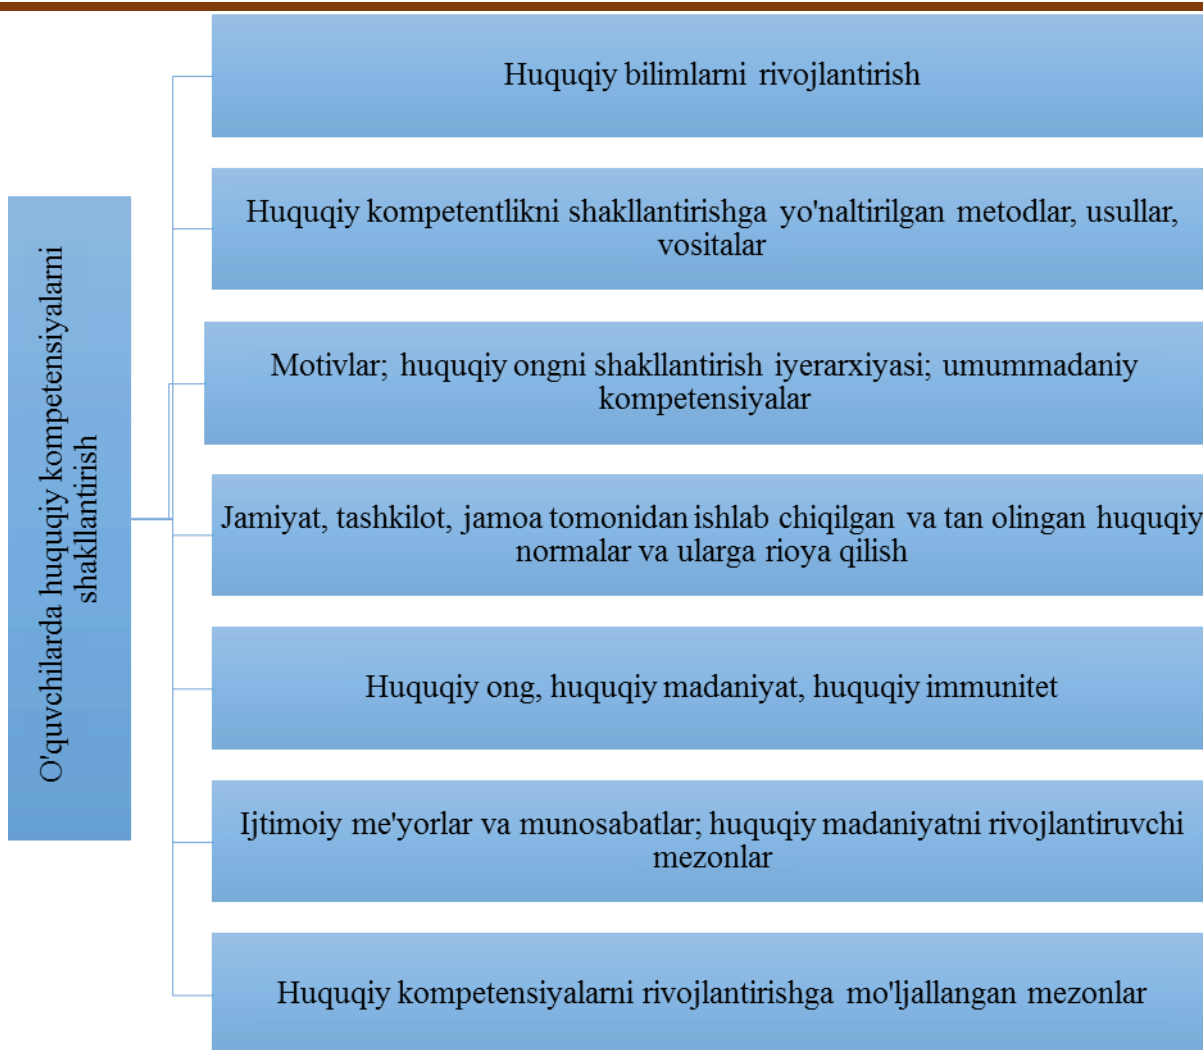 O'quvchilarda huquqiy kompetensiyalarni
shakllantirish
Huquqiy bilimlarni rivojlantirish
Huquqiy kompetentlikni shakllantirishga yo'naltirilgan metodlar, usullar,
vositalar
Motivlar; huquqiy ongni shakllantirish iyerarxiyasi; umummadaniy
kompetensiyalar
Jamiyat, tashkilot, jamoa tomonidan ishlab chiqilgan va tan olingan huquqiy
normalar va ularga rioya qilish
Huquqiy ong, huquqiy madaniyat, huquqiy immunitet
Ijtimoiy me'yorlar va munosabatlar; huquqiy madaniyatni rivojlantiruvchi
mezonlar
Huquqiy kompetensiyalarni rivojlantirishga mo'ljallangan mezonlar